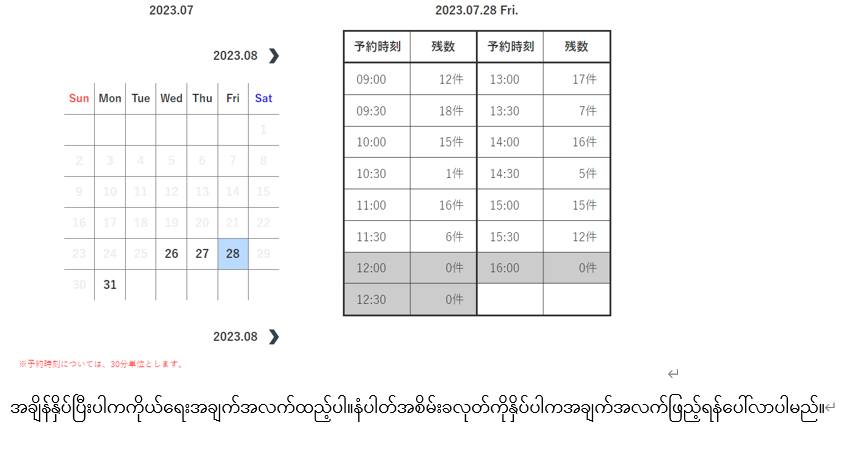 2023.07
2023.08 ❯
Sun Mon Tue Wed Thu Fri Sat
1
2 3 4 5 6 7 8
9 10 11 12 13 14 15
16 17 18 19 20 21 22
23 24 25 26 27 28 29
30 31
2023.08 ❯
※予約時刻については、30分単位とします。
2023.07.28 Fri.
予約時刻 残数 予約時刻 残数
09:00 12件 13:00 17件
09:30 18件 13:30 7件
10:00 15件 14:00 16件
10:30 1件 14:30 5件
11:00 16件 15:00 15件
11:30 6件 15:30 12件
12:00 0件 16:00 0件
12:30 0件
အချိန်နှိပ်ပြီးပါကကိုယ်ရေးအချက်အလက်ထည့်ပါ။နံပါတ်အစိမ်းခလုတ်ကိုနှိပ်ပါကအချက်အလက်ဖြည့်ရန်ပေါ်လာပါမည်။